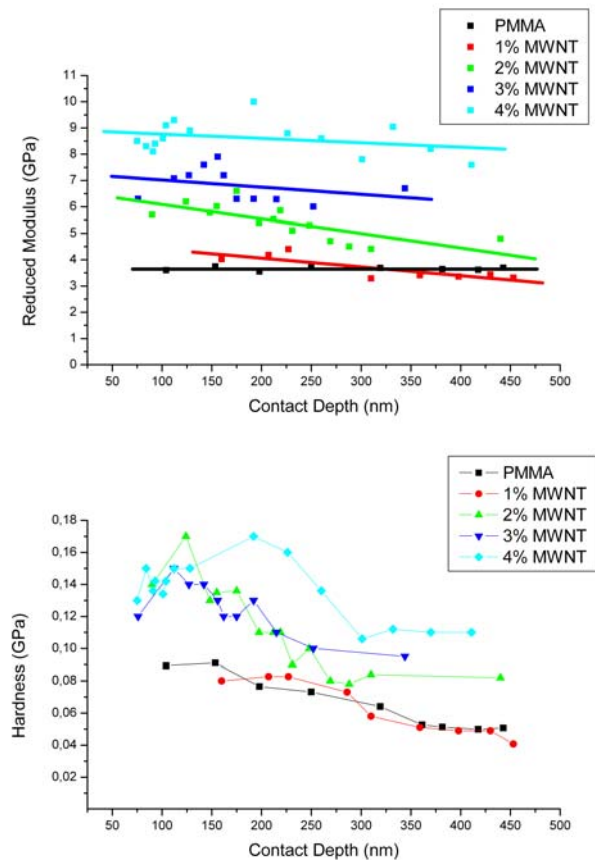 PMMA
1% MWNT
2% MWNT
3% MWNT
4% MWNT
11
10
9
8
7
6
5
4
3
2
1
0
Reduced Modulus (GPa)
50 100 150 200 250 300 350 400 450 500
Contact Depth (nm)
PMMA
1% MWNT
2% MWNT
3% MWNT
4% MWNT
0,18
0,16
0,14
0,12
0,10
0,08
0,06
0,04
0,02
Hardness (GPa)
50 100 150 200 250 300 350 400 450 500
Contact Depth (nm)